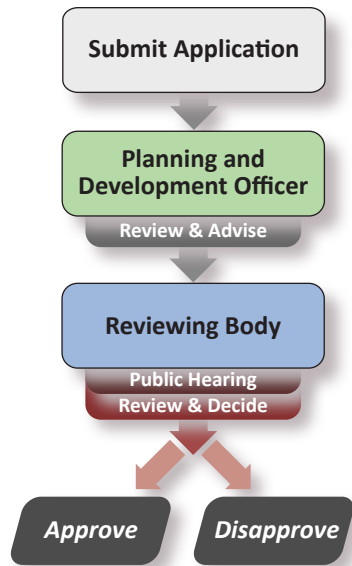 Submit Application
Planning and
Development Officer
Review & Advise
Reviewing Body
Public Hearing
Review & Decide
Approve
Disapprove